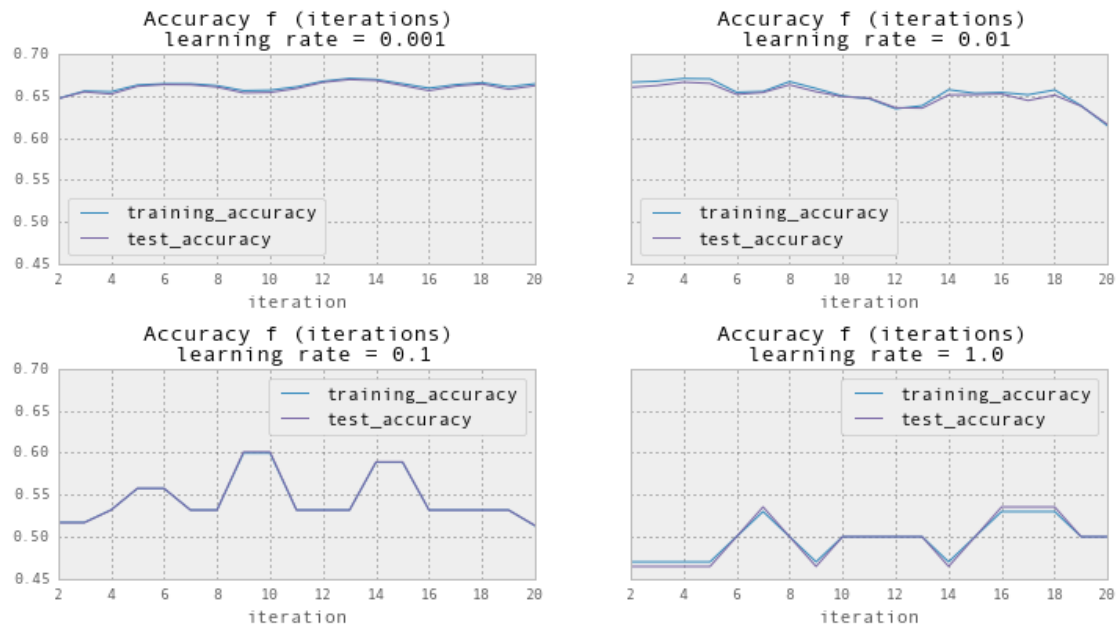 Accuracy f (iterations)
learning rate = 0.001
0.70
0.65
0.60
0.55
0.50
0.45
training_accuracy
test_accuracy
2 4 6 8 10 12 14 16 18 20
iteration
Accuracy f (iterations)
learning rate = 0.01
training_accuracy
test_accuracy
2 4 6 8 10 12 14 16 18 20
iteration
Accuracy f (iterations)
learning rate = 0.1
0.70
0.65
0.60
0.55
0.50
0.45
training_accuracy
test_accuracy
2 4 6 8 10 12 14 16 18 20
iteration
Accuracy f (iterations)
learning rate = 1.0
training_accuracy
test_accuracy
2 4 6 8 10 12 14 16 18 20
iteration